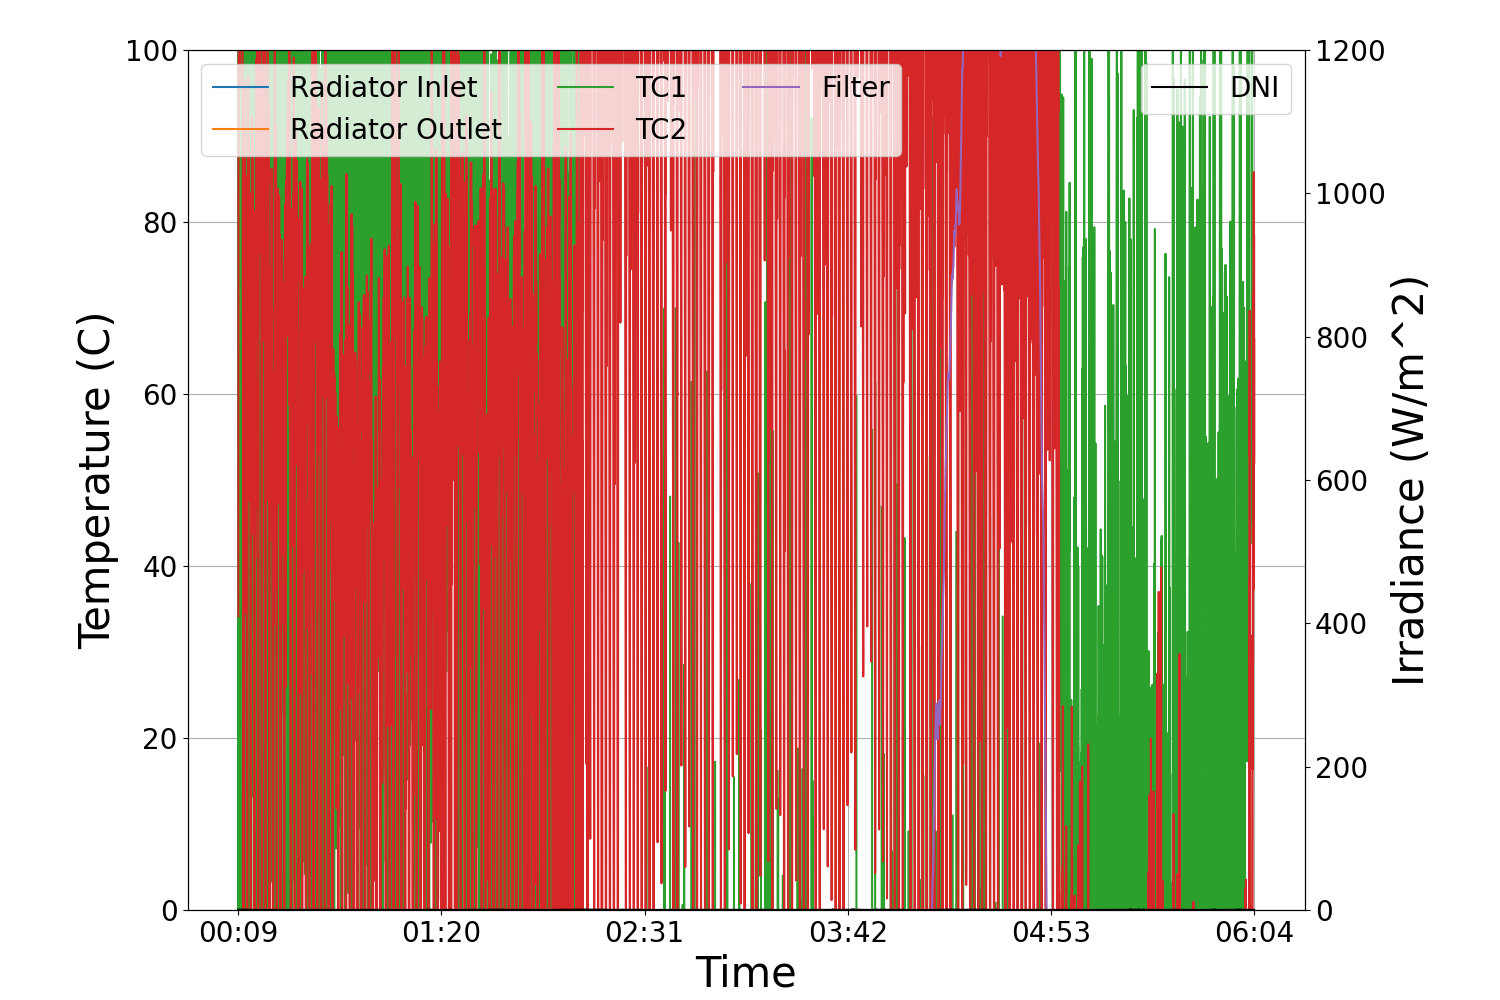 100
1200
Radiator Inlet TC1 Filter
DNI
Radiator Outlet TC2
1000
80
800
60
Temperature (C)
Irradiance (W/m^2)
600
40
400
20
200
0
0
00:09 01:20 02:31 03:42 04:53 06:04
Time